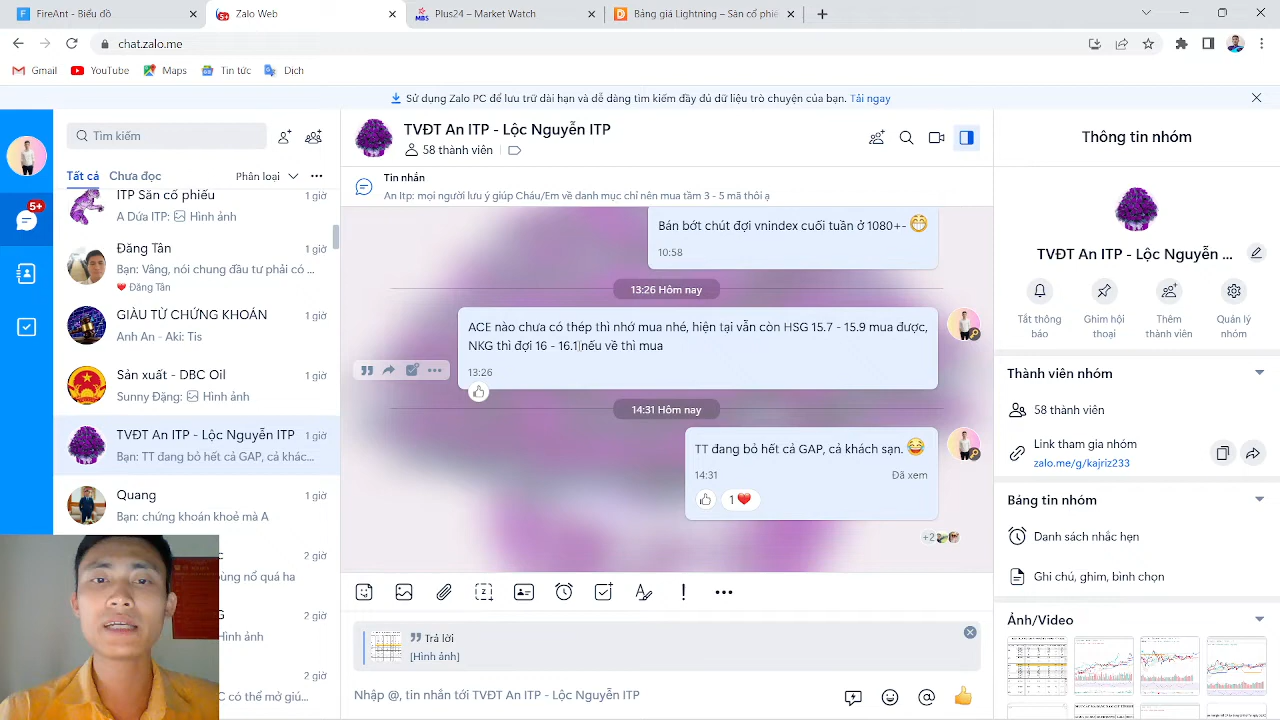 FireAnt - Biểu đồ
Zalo Web
Plus24 - Market Watch
Bảng giá Lightning – Sàn cổ phiế
chat.zalo.me
Gmail
YouTube
Maps
Tin tức
Dịch
Sử dụng Zalo PC để lưu trữ dài hạn và dễ dàng tìm kiếm đầy đủ dữ liệu trò chuyện của bạn. Tải ngay
Tìm kiếm
Tất cả
Chưa đọc
Phân loại
5+
ITP Săn cổ phiếu
1 giờ
A Dứa ITP: Hình ảnh
Đăng Tân
1 giờ
Bạn: Vâng, nói chung đầu tư phải có ...
Đăng Tân
GIÀU TỪ CHỨNG KHOÁN
1 giờ
Anh An - Aki: Tis
Sản xuất - DBC Oil
1 giờ
Sunny Đặng: Hình ảnh
TVĐT An ITP - Lộc Nguyễn ITP
1 giờ
Bạn: TT đang bỏ hết cả GAP, cả khác...
Quang
1 giờ
Bạn: chứng khoán khoẻ mà A
2 giờ
ùng nổ quá ha
2 giờ
Hình ảnh
2 giờ
C có thể mở giú...
TVĐT An ITP - Lộc Nguyễn ITP
58 thành viên
Tin nhắn
An Itp: mọi người lưu ý giúp Cháu/Em về danh mục chỉ nên mua tầm 3 - 5 mã thôi ạ
Bán bớt chút đợi vnindex cuối tuần ở 1080+-
10:58
13:26 Hôm nay
ACE nào chưa có thép thì nhớ mua nhé, hiện tại vẫn còn HSG 15.7 - 15.9 mua được,
NKG thì đợi 16 - 16.1 nếu về thì mua
13:26
14:31 Hôm nay
TT đang bỏ hết cả GAP, cả khách sạn.
14:31
Đã xem
1
+2
Trả lời
[Hình ảnh]
Nhập @, tin nhắn tới TVĐT An ITP - Lộc Nguyễn ITP
Thông tin nhóm
TVĐT An ITP - Lộc Nguyễn ...
Tắt thông báo
Ghim hội thoại
Thêm thành viên
Quản lý nhóm
Thành viên nhóm
58 thành viên
Link tham gia nhóm
zalo.me/g/kajriz233
Bảng tin nhóm
Danh sách nhắc hẹn
Ghi chú, ghim, bình chọn
Ảnh/Video